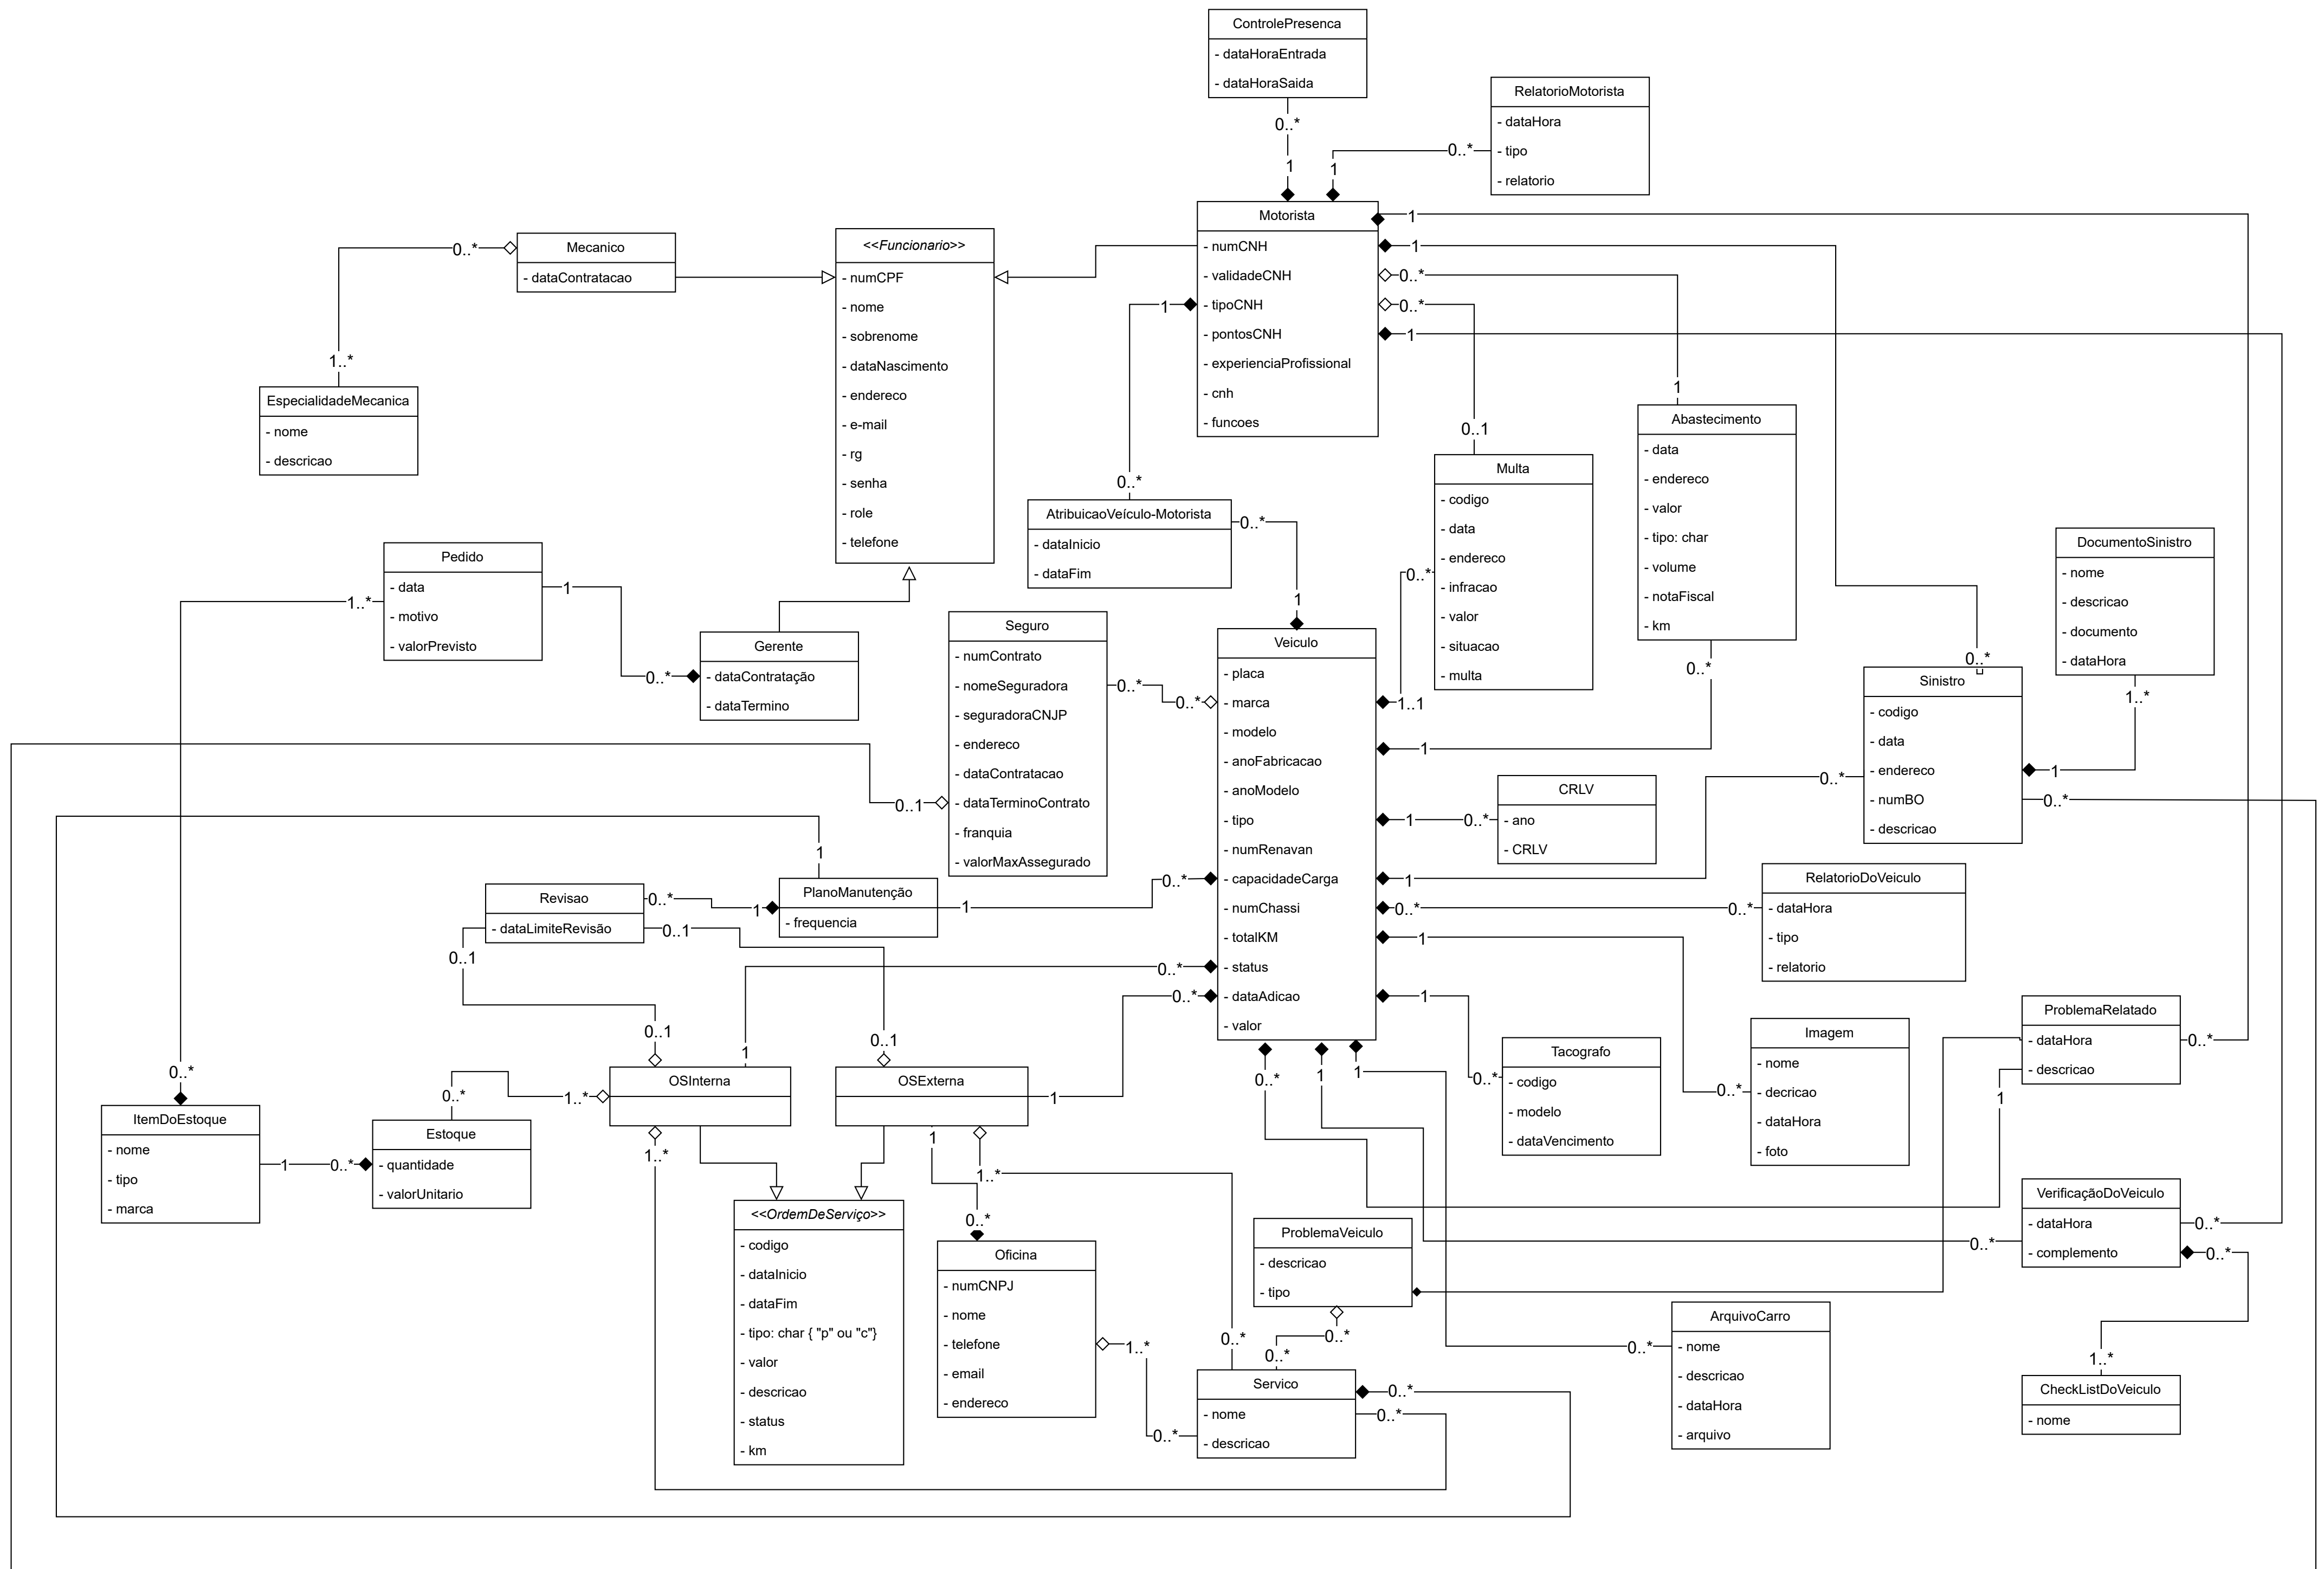 ControlePresenca
- dataHoraEntrada
- dataHoraSaida
0..*
1
RelatorioMotorista
- dataHora
- tipo
- relatorio
0..*
1
Motorista
- numCNH
- validadeCNH
- tipoCNH
- pontosCNH
- experienciaProfissional
- cnh
- funcoes
1
1
0..*
0..*
1
1
Mecanico
- dataContratacao
0..*
1..*
EspecialidadeMecanica
- nome
- descricao
<<Funcionario>>
- numCPF
- nome
- sobrenome
- dataNascimento
- endereco
- e-mail
- rg
- senha
- role
- telefone
0..*
AtribuicaoVeículo-Motorista
- dataInicio
- dataFim
0..*
1
0..1
Multa
- codigo
- data
- endereco
- infracao
- valor
- situacao
- multa
0..*
1..1
1
Abastecimento
- data
- endereco
- valor
- tipo: char
- volume
- notaFiscal
- km
0..*
1
DocumentoSinistro
- nome
- descricao
- documento
- dataHora
1..*
1
0..*
Sinistro
- codigo
- data
- endereco
- numBO
- descricao
0..*
0..*
1
Pedido
- data
- motivo
- valorPrevisto
1
1..*
0..*
Gerente
- dataContratação
- dataTermino
Seguro
- numContrato
- nomeSeguradora
- seguradoraCNJP
- endereco
- dataContratacao
- dataTerminoContrato
- franquia
- valorMaxAssegurado
0..*
0..*
0..1
Veiculo
- placa
- marca
- modelo
- anoFabricacao
- anoModelo
- tipo
- numRenavan
- capacidadeCarga
- numChassi
- totalKM
- status
- dataAdicao
- valor
CRLV
- ano
- CRLV
1
0..*
RelatorioDoVeiculo
- dataHora
- tipo
- relatorio
0..*
0..*
1
PlanoManutenção
- frequencia
1
0..*
1
0..*
Revisao
- dataLimiteRevisão
0..1
0..1
0..*
0..*
0..1
0..1
1
OSInterna
OSExterna
1
1
0..*
Tacografo
- codigo
- modelo
- dataVencimento
1
0..*
Imagem
- nome
- decricao
- dataHora
- foto
ProblemaRelatado
- dataHora
- descricao
0..*
1
0..*
1
1
0..*
ItemDoEstoque
- nome
- tipo
- marca
1
0..*
Estoque
- quantidade
- valorUnitario
0..*
1..*
1..*
1
1..*
<<OrdemDeServiço>>
- codigo
- dataInicio
- dataFim
- tipo: char { "p" ou "c"}
- valor
- descricao
- status
- km
0..*
Oficina
- numCNPJ
- nome
- telefone
- email
- endereco
1..*
0..*
ProblemaVeiculo
- descricao
- tipo
0..*
0..*
0..*
Servico
- nome
- descricao
0..*
0..*
VerificaçãoDoVeiculo
- dataHora
- complemento
0..*
0..*
0..*
ArquivoCarro
- nome
- descricao
- dataHora
- arquivo
0..*
1..*
CheckListDoVeiculo
- nome